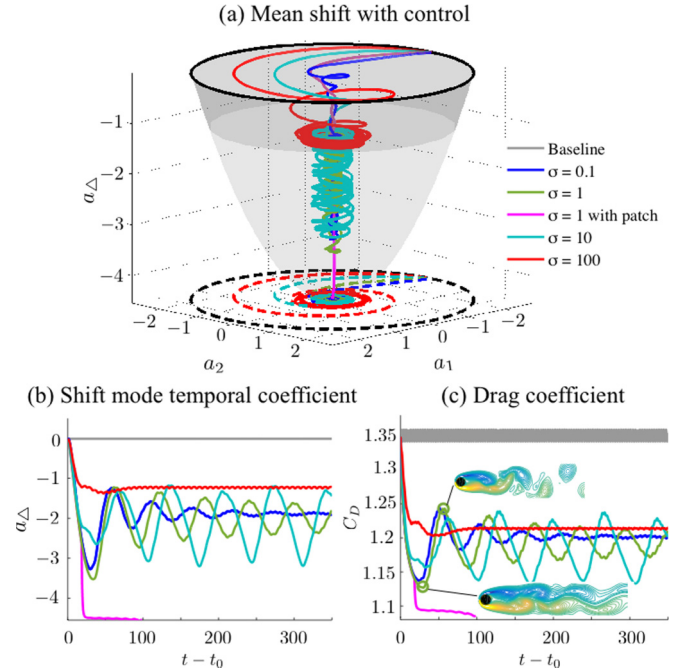 (a) Mean shift with control
−1
−2
−3
−4
a△
−2
−1
0
1
2
a₂
2
1
0
−1
−2
a₁
Baseline
σ = 0.1
σ = 1
σ = 1 with patch
σ = 10
σ = 100
(b) Shift mode temporal coefficient
0
−1
−2
−3
−4
a△
0
100
200
300
t − t₀
(c) Drag coefficient
1.35
1.3
1.25
1.2
1.15
1.1
C_D
0
100
200
300
t − t₀